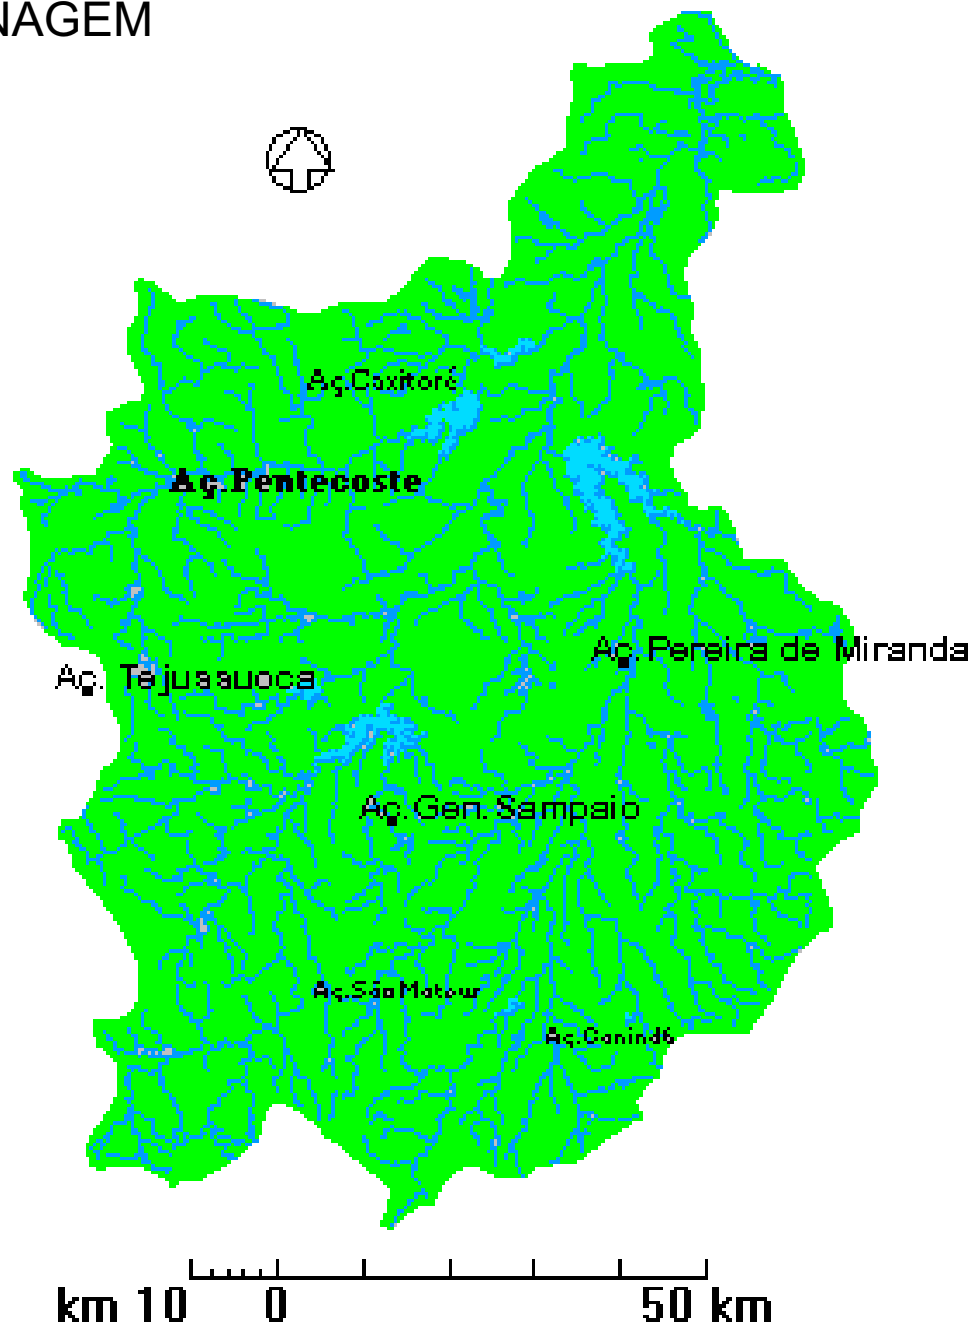 NAGEM
Aç.Caxitoré
Aç.Pentecoste
Aç. Pereira de Miranda
Aç. Tejussuoca
Aç. Gen. Sampaio
Aç.São Mateus
Aç.Canindé
km 10 0 50 km